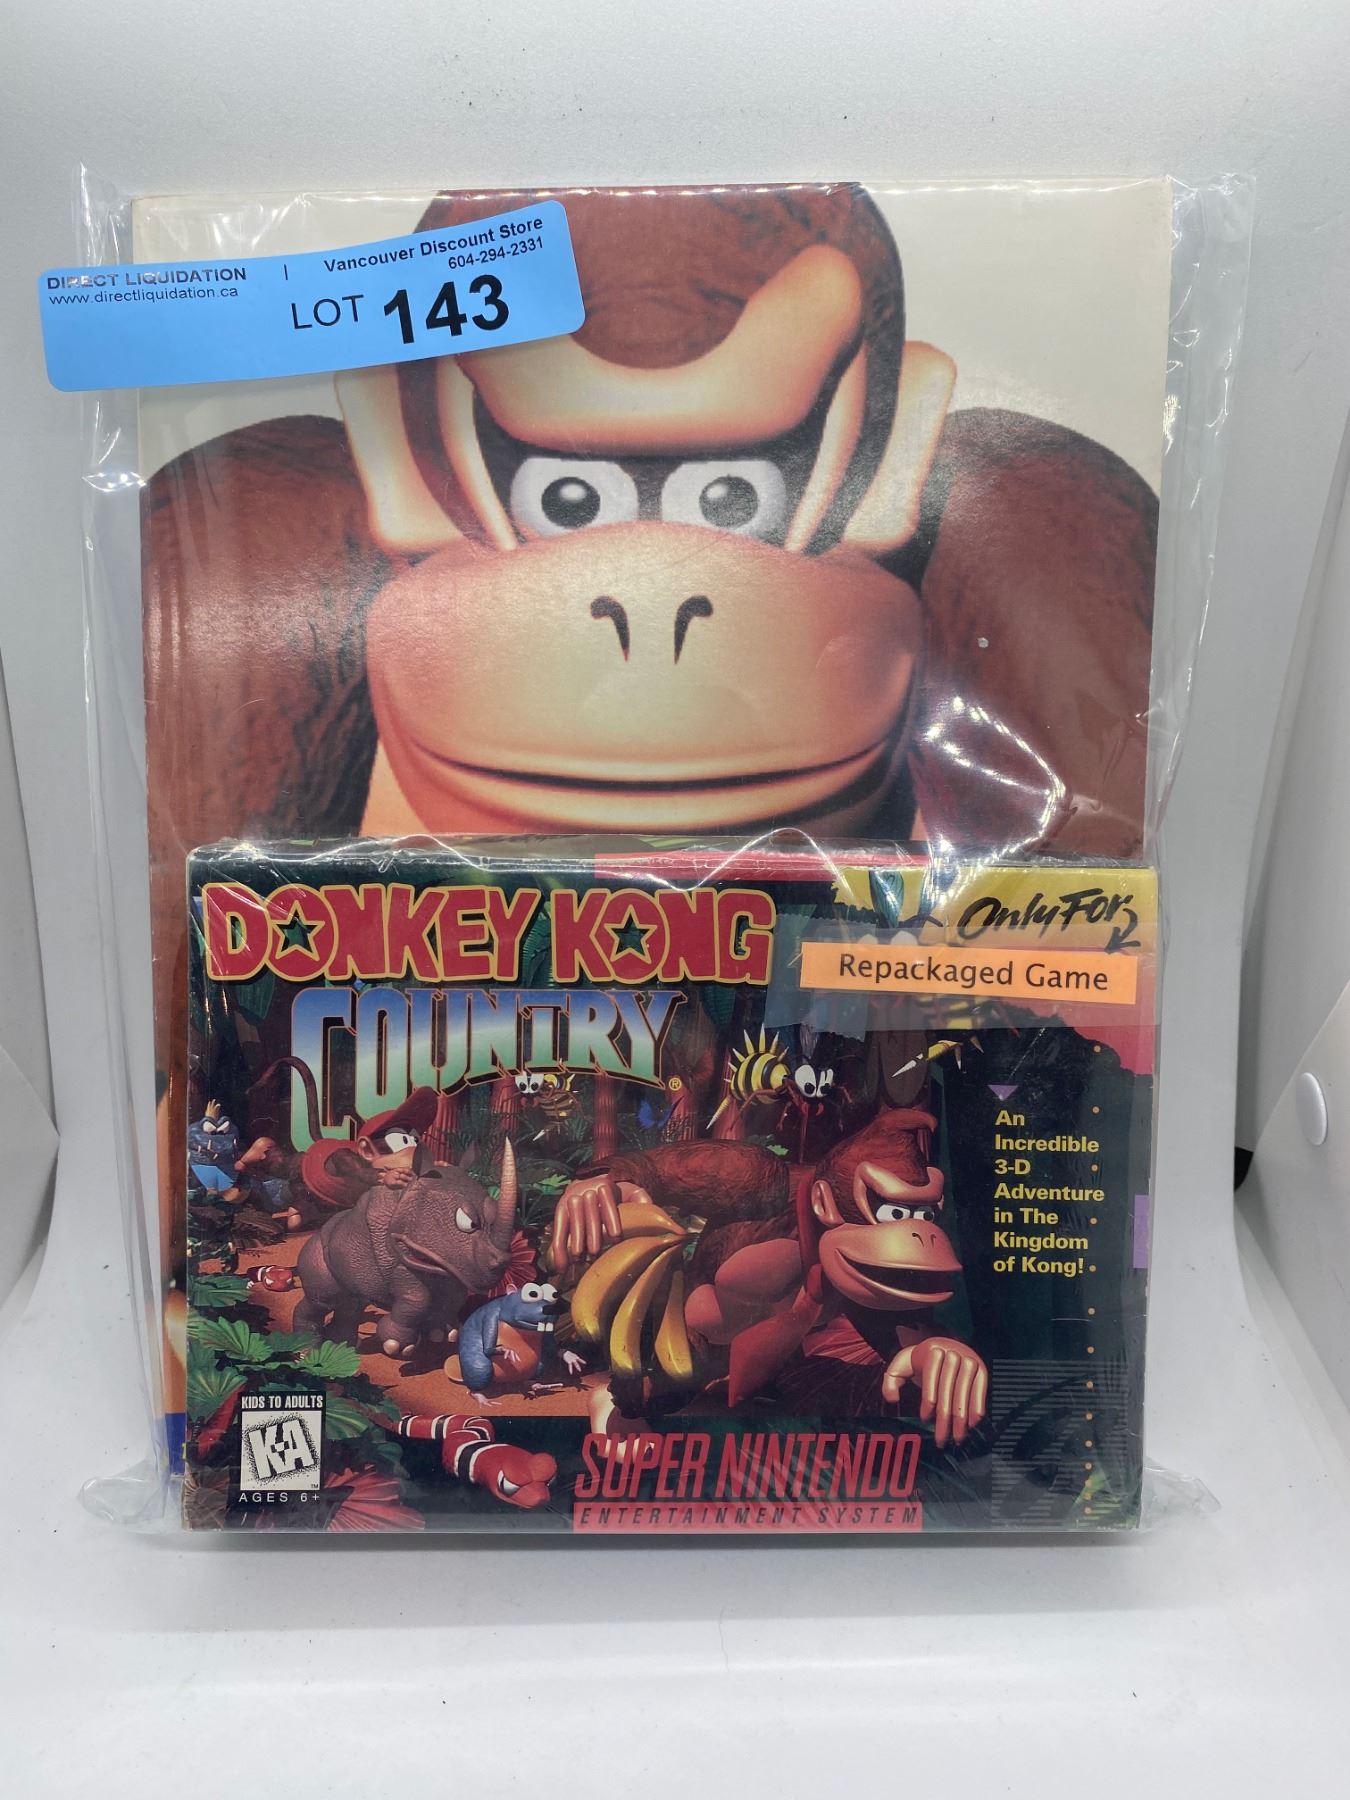 DIRECT LIQUIDATION | Vancouver Discount Store
www.directliquidation.ca 604-294-2331
LOT 143
DONKEY KONG
COUNTRY®
Only For
Repackaged Game
An
Incredible
3-D
Adventure
in The
Kingdom
of Kong!
KIDS TO ADULTS
K-A
™
AGES 6+
SUPER NINTENDO
ENTERTAINMENT SYSTEM